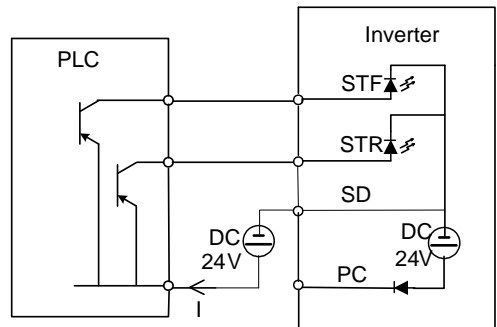 Inverter
PLC
STF
STR
SD
DC
24V
DC
24V
PC
I